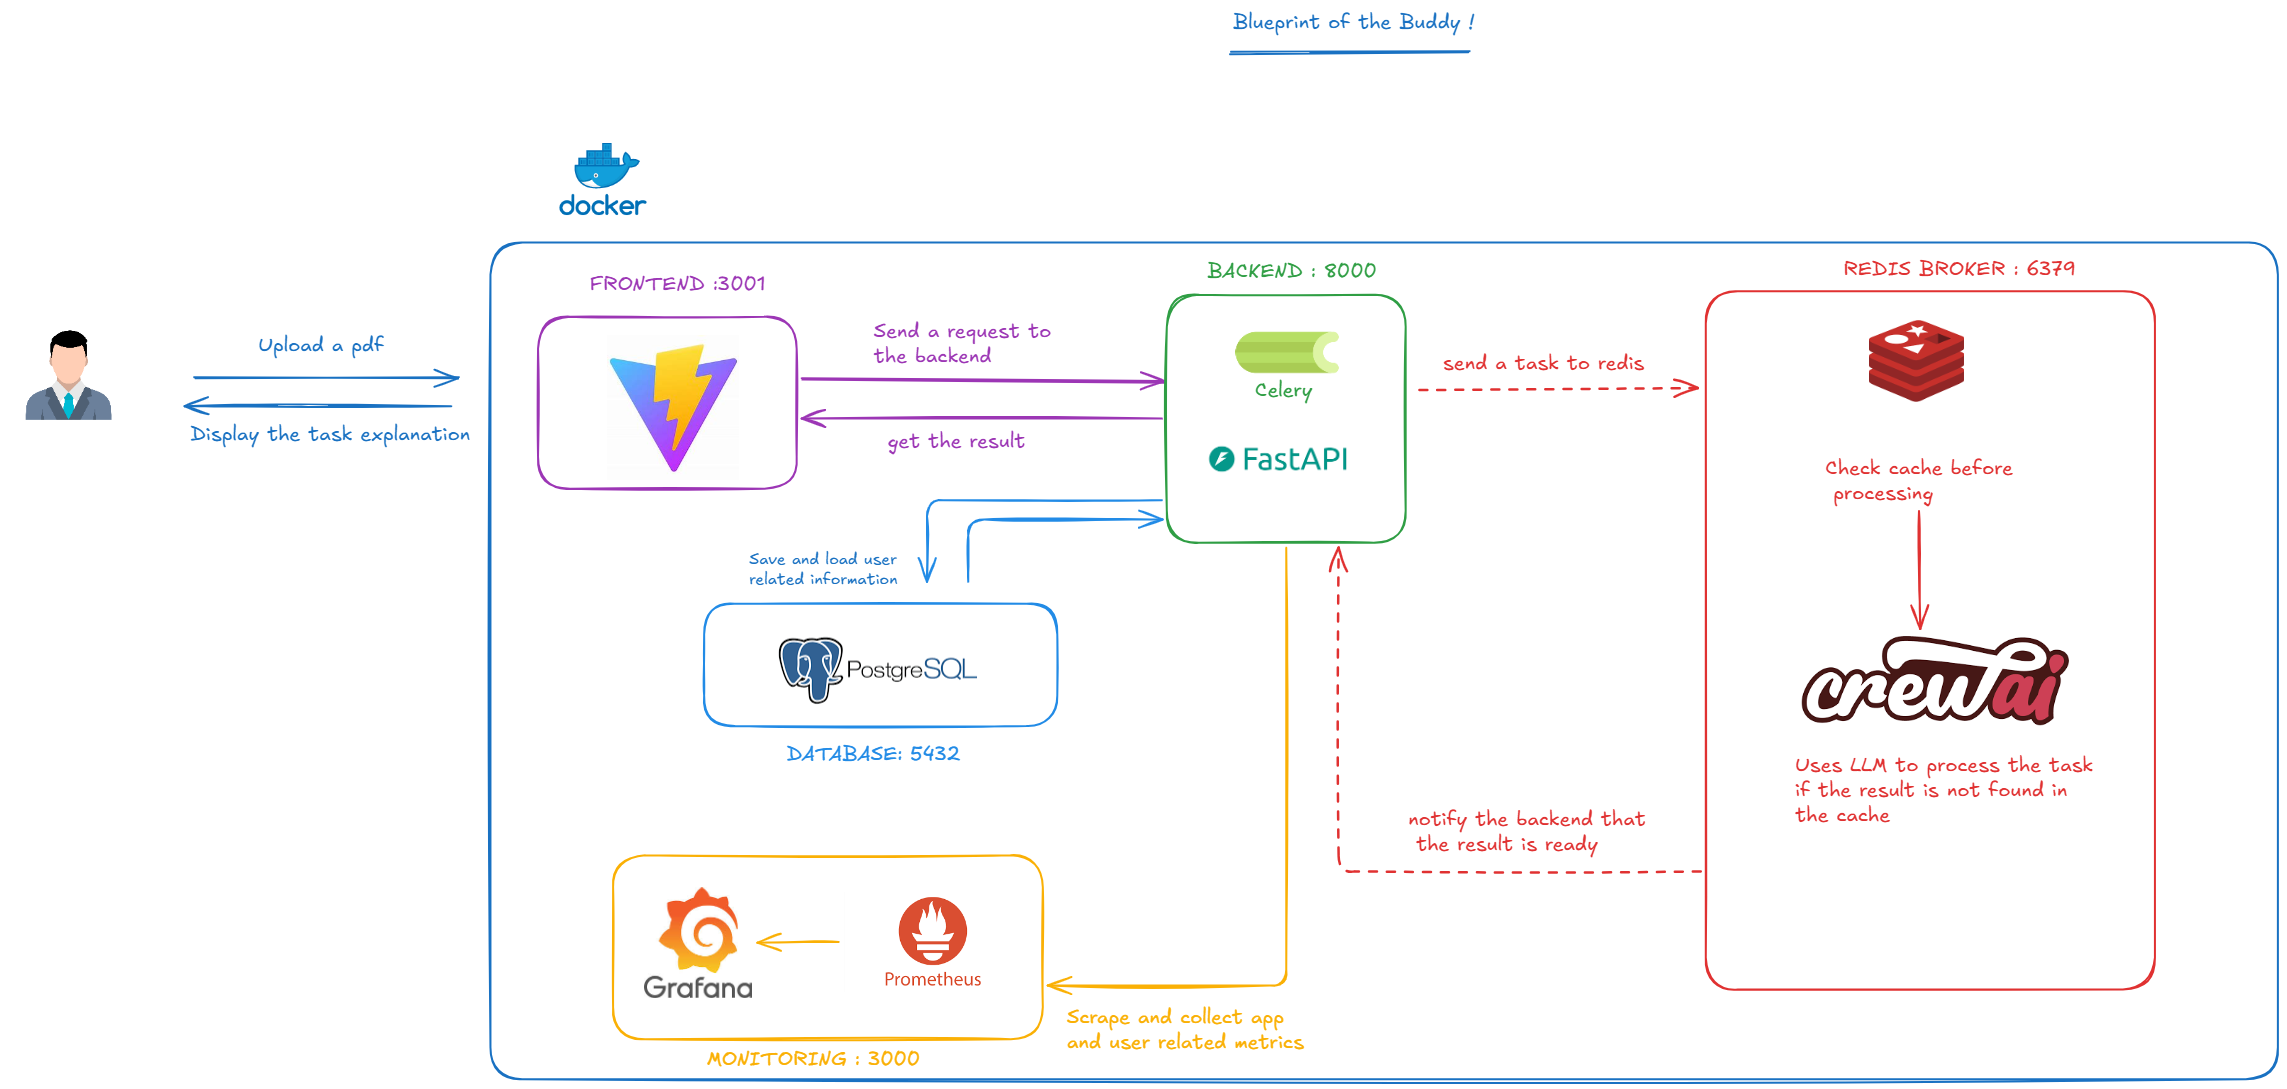 Blueprint of the Buddy !
docker
FRONTEND :3001
BACKEND : 8000
REDIS BROKER : 6379
Upload a pdf
Display the task explanation
Send a request to
the backend
get the result
Celery
FastAPI
send a task to redis
Check cache before
processing
Save and load user
related information
PostgreSQL
DATABASE: 5432
crewai
Uses LLM to process the task
if the result is not found in
the cache
notify the backend that
the result is ready
Grafana
Prometheus
Scrape and collect app
and user related metrics
MONITORING : 3000